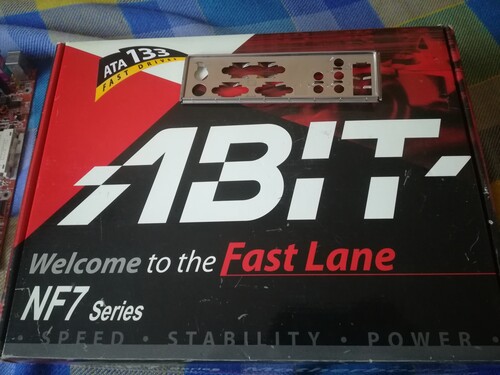 ATA 133
FAST DRIVE
ABIT
Welcome to the Fast Lane
NF7 Series
· SPEED · STABILITY · POWER ·